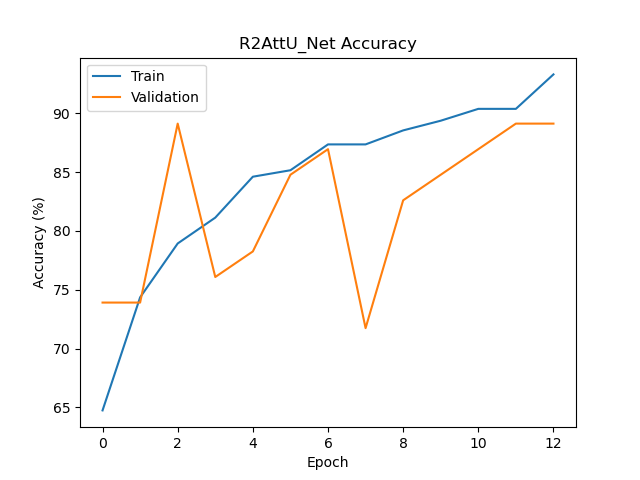 R2AttU_Net Accuracy
Train
Validation
90
85
80
75
70
65
Accuracy (%)
0 2 4 6 8 10 12
Epoch